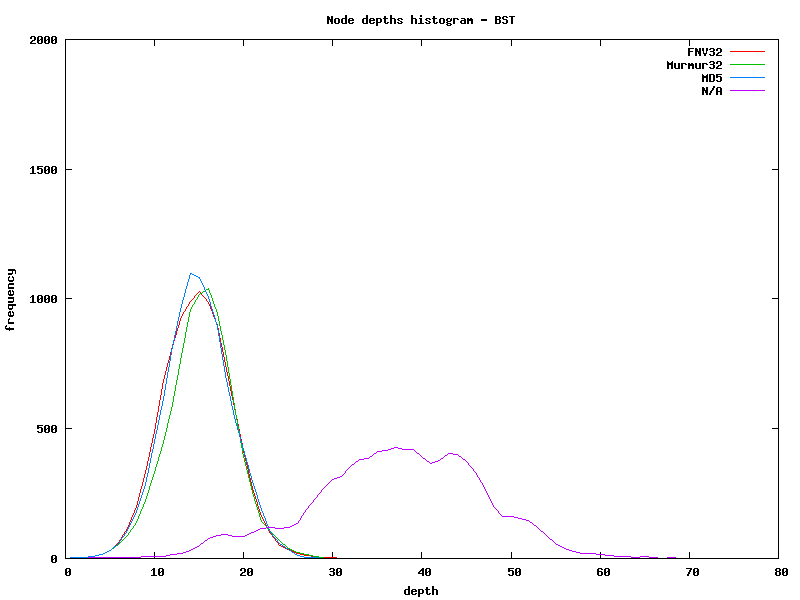 Node depths histogram - BST
2000
FNV32
Murmur32
MD5
N/A
1500
1000
frequency
500
0
0 10 20 30 40 50 60 70 80
depth